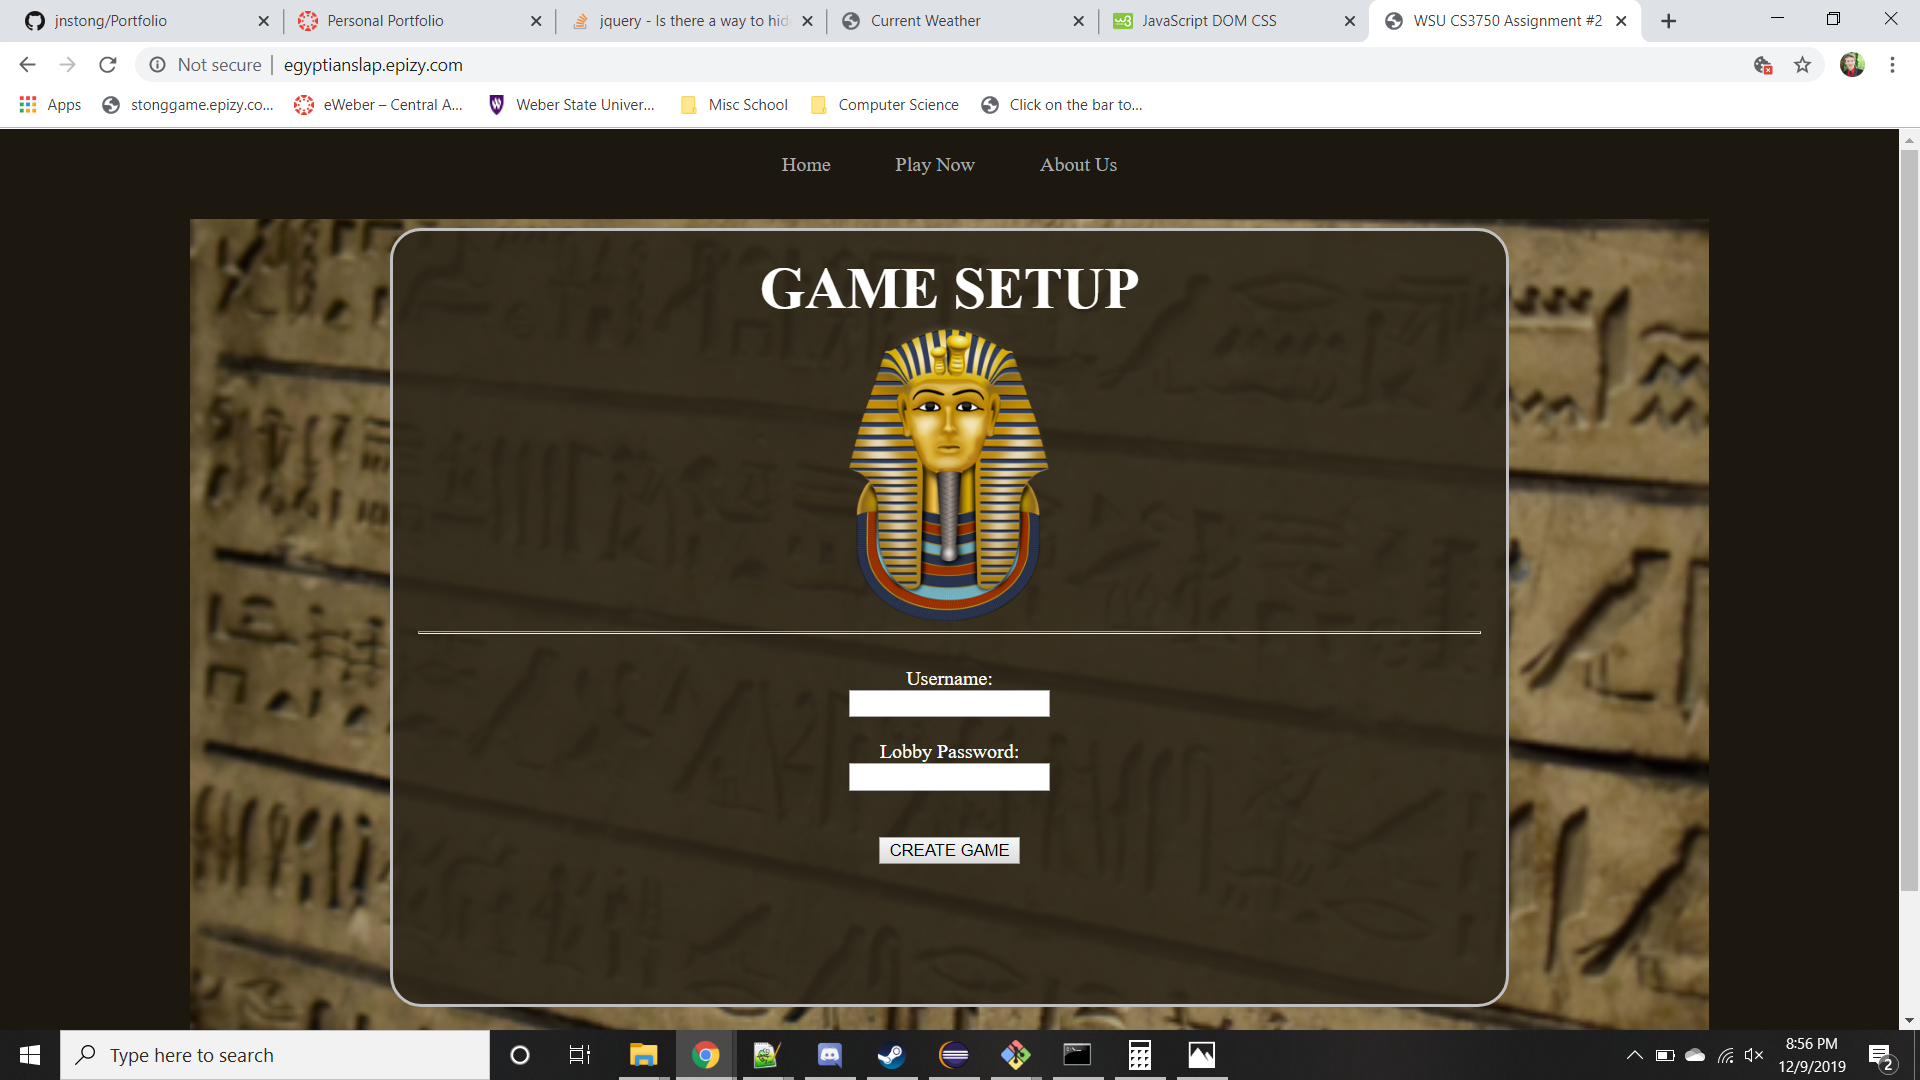 jnstong/Portfolio
Personal Portfolio
jquery - Is there a way to hid
Current Weather
JavaScript DOM CSS
WSU CS3750 Assignment #2
Not secure
egyptianslap.epizy.com
Apps
stonggame.epizy.co...
eWeber – Central A...
Weber State Univer...
Misc School
Computer Science
Click on the bar to...
Home
Play Now
About Us
GAME SETUP
Username:
Lobby Password:
CREATE GAME
Type here to search
8:56 PM
12/9/2019
2